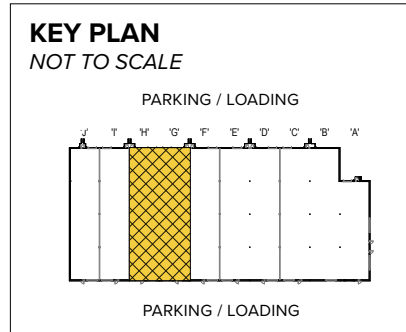 KEY PLAN
NOT TO SCALE
PARKING / LOADING
'J' 'I' 'H' 'G' 'F' 'E' 'D' 'C' 'B' 'A'
PARKING / LOADING